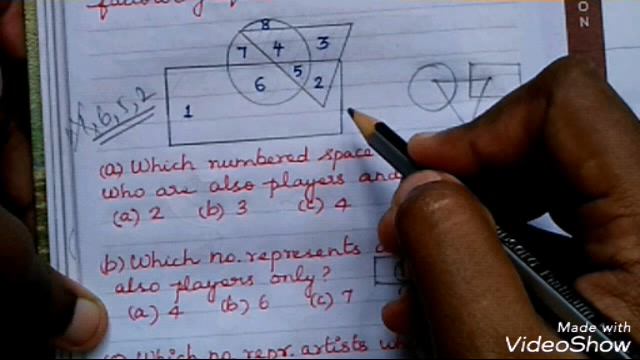 8
7 4 3
5
6 2
1
6, 5, 2
(a) Which numbered space
who are also players and
(a) 2 (b) 3 (c) 4
(b) Which no. represents
also players only?
(a) 4 (b) 6 (c) 7
Which no. repr. artists
ON
Made with
VideoShow